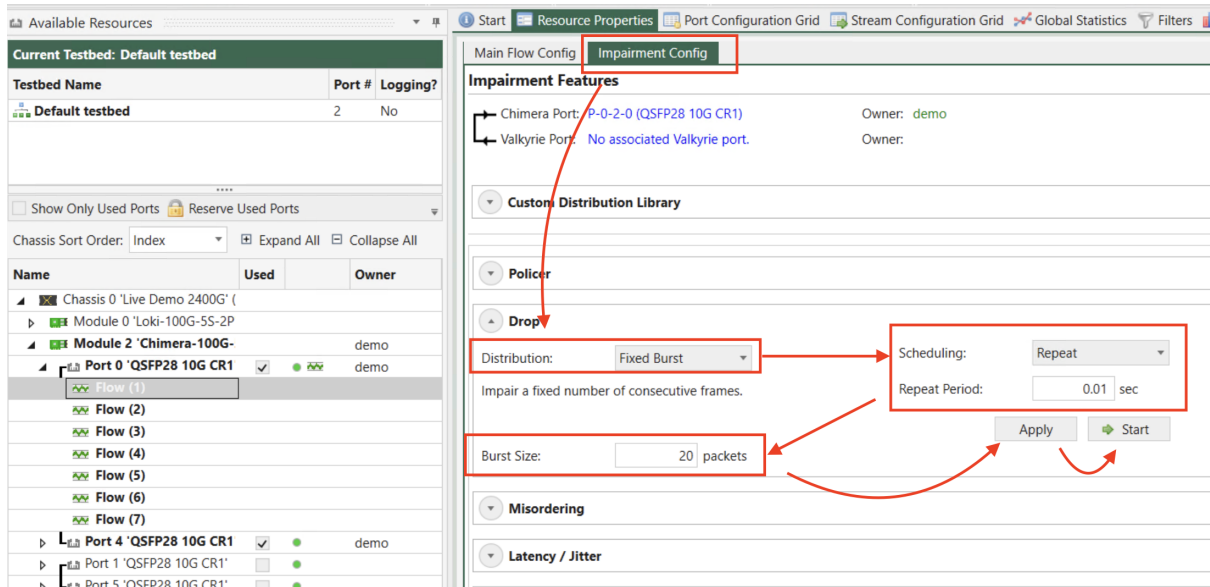 Available Resources
Current Testbed: Default testbed
Testbed Name Port # Logging?
Default testbed 2 No
Show Only Used Ports Reserve Used Ports
Chassis Sort Order: Index Expand All Collapse All
Name Used Owner
Chassis 0 'Live Demo 2400G' (
Module 0 'Loki-100G-5S-2P
Module 2 'Chimera-100G- demo
Port 0 'QSFP28 10G CR1' demo
Flow (1)
Flow (2)
Flow (3)
Flow (4)
Flow (5)
Flow (6)
Flow (7)
Port 4 'QSFP28 10G CR1 demo
Port 1 'QSFP28 10G CR1'
Port 5 'QSFP28 10G CR1'
Start Resource Properties Port Configuration Grid Stream Configuration Grid Global Statistics Filters
Main Flow Config Impairment Config
Impairment Features
Chimera Port: P-0-2-0 (QSFP28 10G CR1) Owner: demo
Valkyrie Port: No associated Valkyrie port. Owner:
Custom Distribution Library
Policer
Drop
Distribution: Fixed Burst
Impair a fixed number of consecutive frames.
Scheduling: Repeat
Repeat Period: 0.01 sec
Apply Start
Burst Size: 20 packets
Misordering
Latency / Jitter